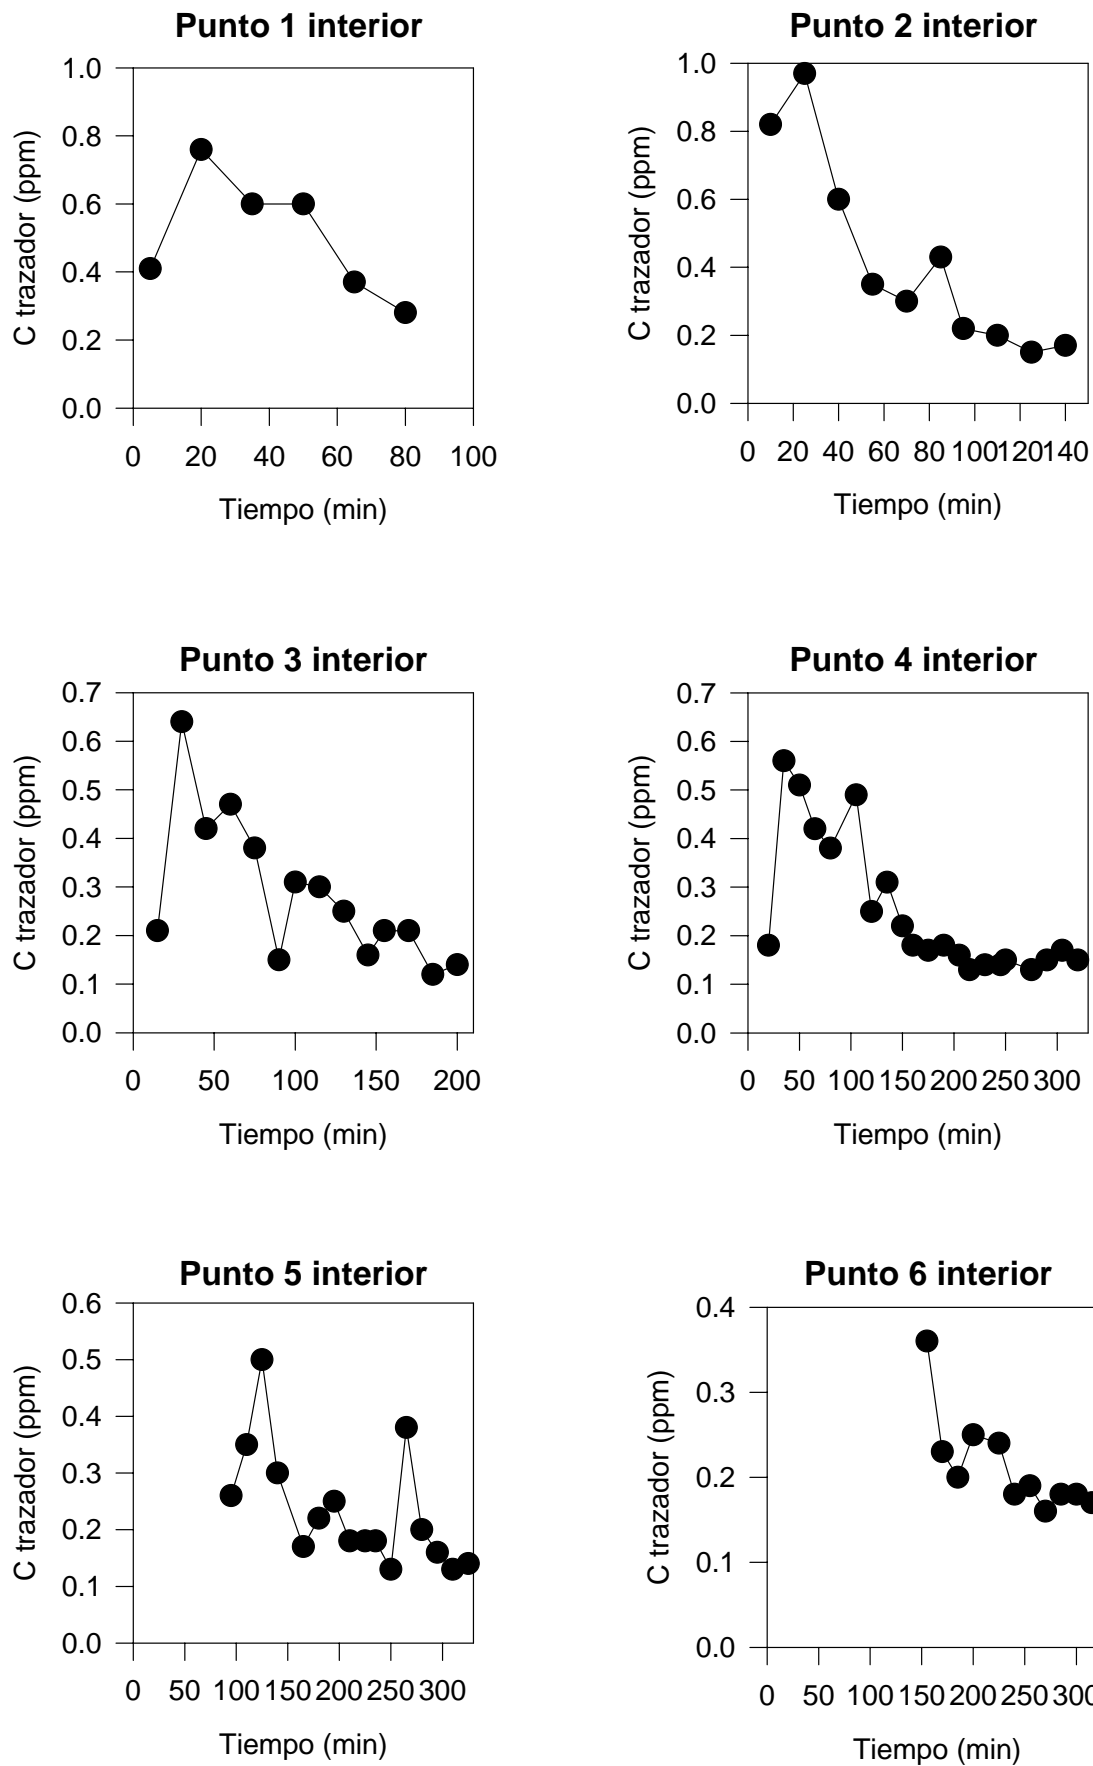 Punto 1 interior
C trazador (ppm)
1.0
0.8
0.6
0.4
0.2
0.0
0 20 40 60 80 100
Tiempo (min)
Punto 2 interior
C trazador (ppm)
1.0
0.8
0.6
0.4
0.2
0.0
0 20 40 60 80 100 120 140
Tiempo (min)
Punto 3 interior
C trazador (ppm)
0.7
0.6
0.5
0.4
0.3
0.2
0.1
0.0
0 50 100 150 200
Tiempo (min)
Punto 4 interior
C trazador (ppm)
0.7
0.6
0.5
0.4
0.3
0.2
0.1
0.0
0 50 100 150 200 250 300
Tiempo (min)
Punto 5 interior
C trazador (ppm)
0.6
0.5
0.4
0.3
0.2
0.1
0.0
0 50 100 150 200 250 300
Tiempo (min)
Punto 6 interior
C trazador (ppm)
0.4
0.3
0.2
0.1
0.0
0 50 100 150 200 250 300
Tiempo (min)